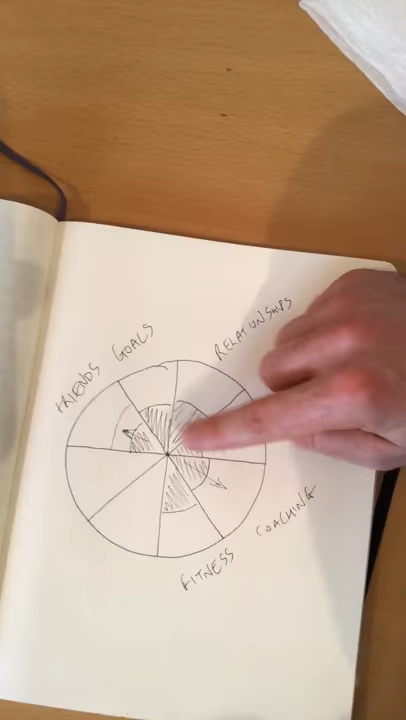 FRIENDS
GOALS
RELATIONSHIPS
COACHING
FITNESS